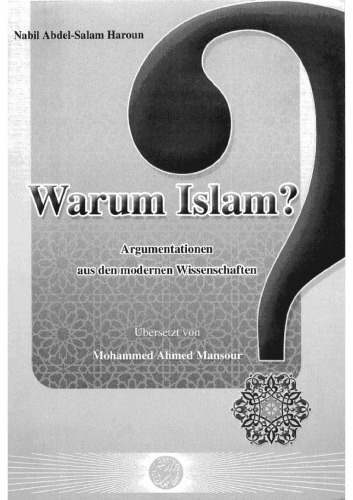 Nabil Abdel-Salam Haroun
?
Warum Islam?
Argumentationen
aus den modernen Wissenschaften
Übersetzt von
Mohammed Ahmed Mansour